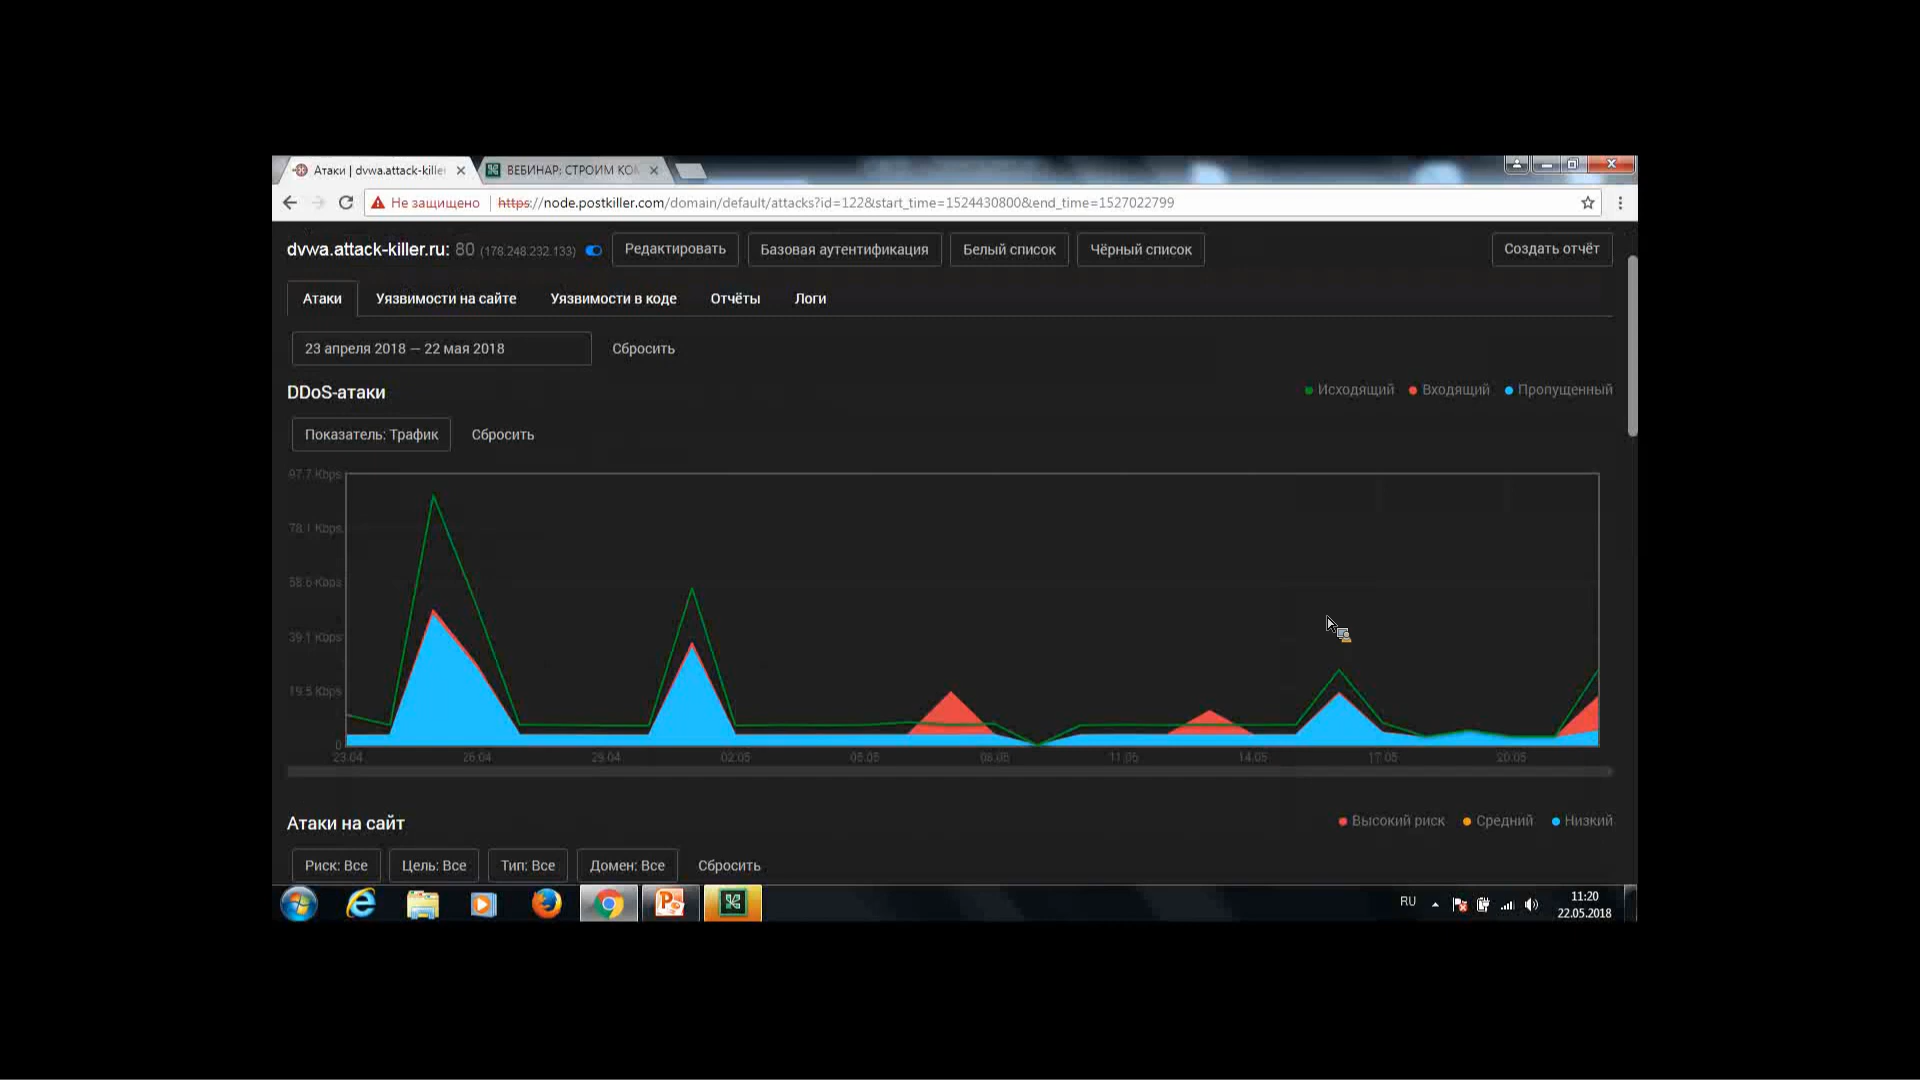 Атаки | dvwa.attack-kille
ВЕБИНАР: СТРОИМ КОМ
Не защищено https://node.postkiller.com/domain/default/attacks?id=122&start_time=1524430800&end_time=1527022799
dvwa.attack-killer.ru: 80 (178.248.232.133) Редактировать Базовая аутентификация Белый список Чёрный список Создать отчёт
Атаки Уязвимости на сайте Уязвимости в коде Отчёты Логи
23 апреля 2018 — 22 мая 2018 Сбросить
DDoS-атаки Исходящий Входящий Пропущенный
Показатель: Трафик Сбросить
97.7 Kbps
78.1 Kbps
58.6 Kbps
39.1 Kbps
19.5 Kbps
0
23.04 26.04 29.04 02.05 05.05 08.05 11.05 14.05 17.05 20.05
Атаки на сайт Высокий риск Средний Низкий
Риск: Все Цель: Все Тип: Все Домен: Все Сбросить
RU 11:20
22.05.2018